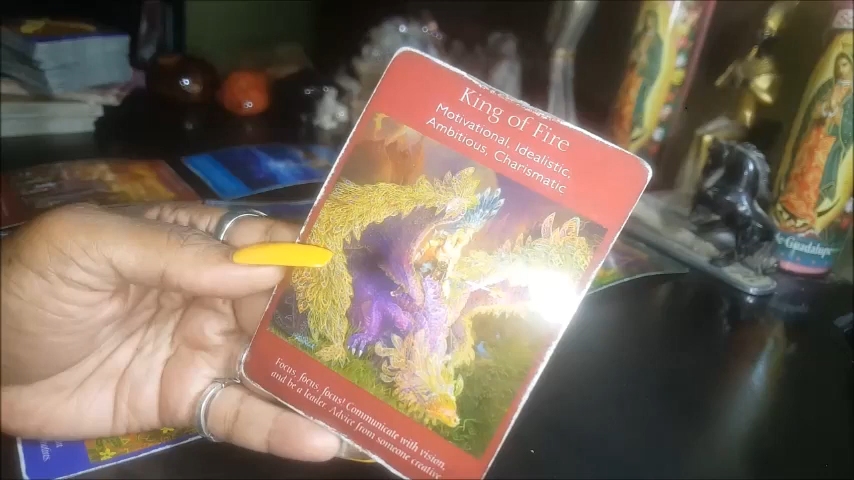 King of Fire
Motivational, Idealistic,
Ambitious, Charismatic
Focus, focus, focus! Communicate with vision,
and be a leader. Advice from someone creative
Guadalupe